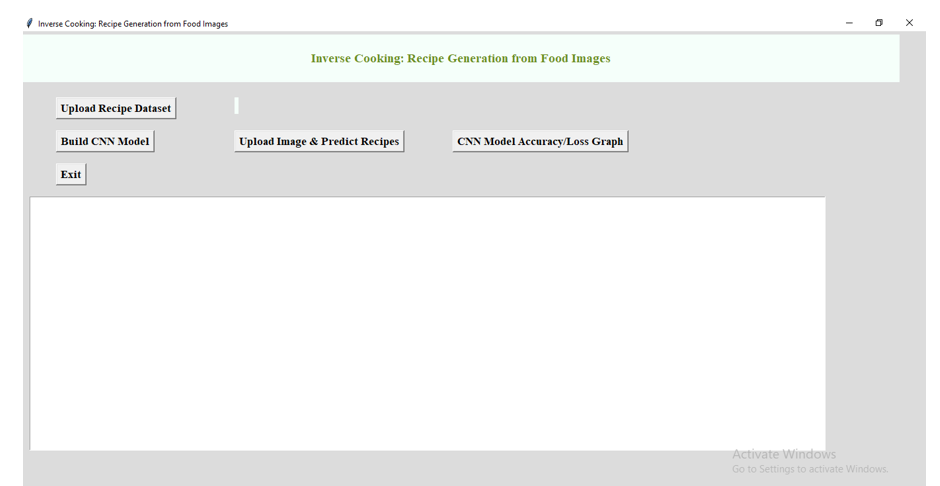 Inverse Cooking: Recipe Generation from Food Images
Inverse Cooking: Recipe Generation from Food Images
Upload Recipe Dataset
Build CNN Model
Upload Image & Predict Recipes
CNN Model Accuracy/Loss Graph
Exit
Activate Windows
Go to Settings to activate Windows.